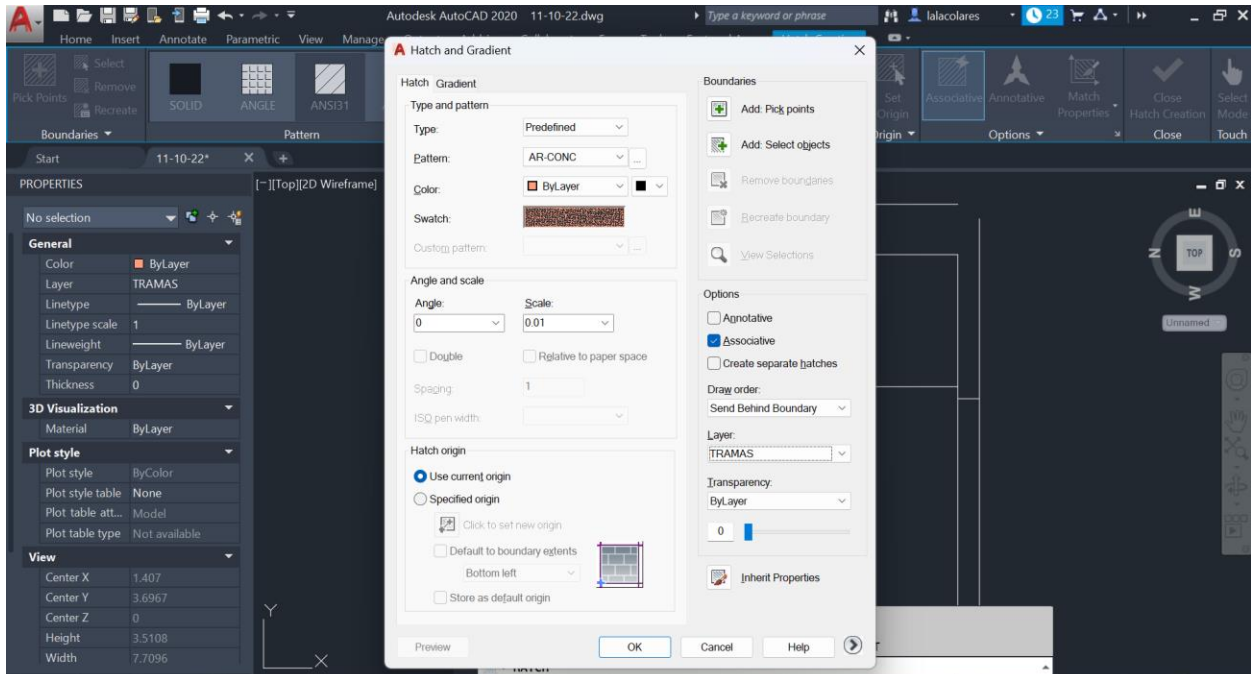 Autodesk AutoCAD 2020 11-10-22.dwg
Type a keyword or phrase
lalacolares
23
Home Insert Annotate Parametric View Manage
Select
Remove
Recreate
Pick Points
SOLID
ANGLE
ANSI31
Boundaries
Pattern
Set Origin
Associative
Annotative
Match Properties
Close Hatch Creation
Select Mode
Origin
Options
Close
Touch
Start
11-10-22*
PROPERTIES
[−][Top][2D Wireframe]
No selection
General
Color ByLayer
Layer TRAMAS
Linetype ByLayer
Linetype scale 1
Lineweight ByLayer
Transparency ByLayer
Thickness 0
3D Visualization
Material ByLayer
Plot style
Plot style ByColor
Plot style table None
Plot table att... Model
Plot table type Not available
View
Center X 1.407
Center Y 3.6967
Center Z 0
Height 3.5108
Width 7.7096
Y
X
Hatch and Gradient
Hatch Gradient
Type and pattern
Type: Predefined
Pattern: AR-CONC ...
Color: ByLayer
Swatch:
Custom pattern: ...
Angle and scale
Angle: Scale:
0 0.01
Double Relative to paper space
Spacing: 1
ISO pen width:
Hatch origin
Use current origin
Specified origin
Click to set new origin
Default to boundary extents
Bottom left
Store as default origin
Preview
OK
Cancel
Help
Boundaries
Add: Pick points
Add: Select objects
Remove boundaries
Recreate boundary
View Selections
Options
Annotative
Associative
Create separate hatches
Draw order:
Send Behind Boundary
Layer:
TRAMAS
Transparency:
ByLayer
0
Inherit Properties
E
N TOP S
W
Unnamed
HATCH